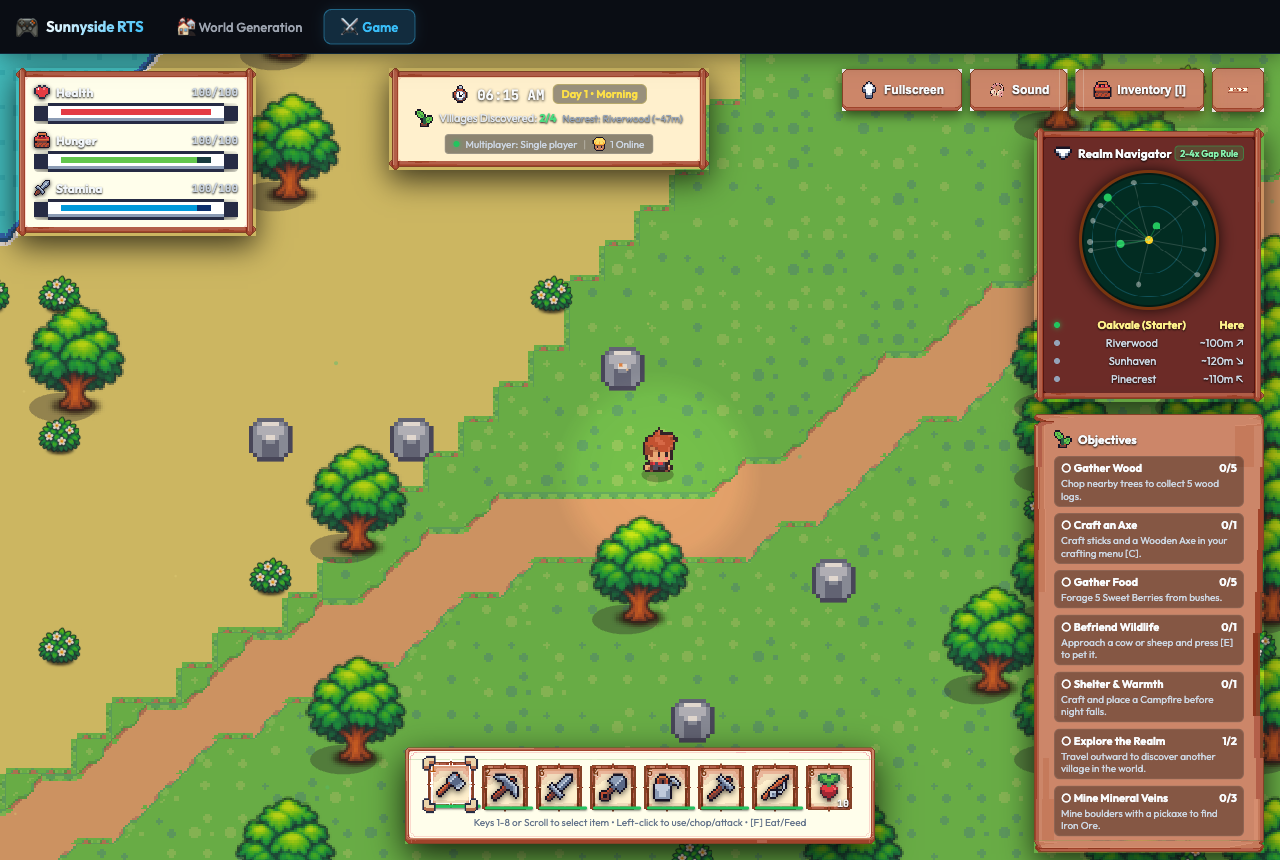 Sunnyside RTS
World Generation
Game
Health 100/100
Hunger 100/100
Stamina 100/100
06:15 AM Day 1 • Morning
Villages Discovered: 2/4 Nearest: Riverwood (~47m)
Multiplayer: Single player | 1 Online
Fullscreen
Sound
Inventory [I]
Realm Navigator 2-4x Gap Rule
Oakvale (Starter) Here
Riverwood ~100m ↗
Sunhaven ~120m ↘
Pinecrest ~110m ↖
Objectives
Gather Wood 0/5
Chop nearby trees to collect 5 wood
logs.
Craft an Axe 0/1
Craft sticks and a Wooden Axe in your
crafting menu [C].
Gather Food 0/5
Forage 5 Sweet Berries from bushes.
Befriend Wildlife 0/1
Approach a cow or sheep and press [E]
to pet it.
Shelter & Warmth 0/1
Craft and place a Campfire before
night falls.
Explore the Realm 1/2
Travel outward to discover another
village in the world.
Mine Mineral Veins 0/3
Mine boulders with a pickaxe to find
Iron Ore.
10
Keys 1-8 or Scroll to select item • Left-click to use/chop/attack • [F] Eat/Feed